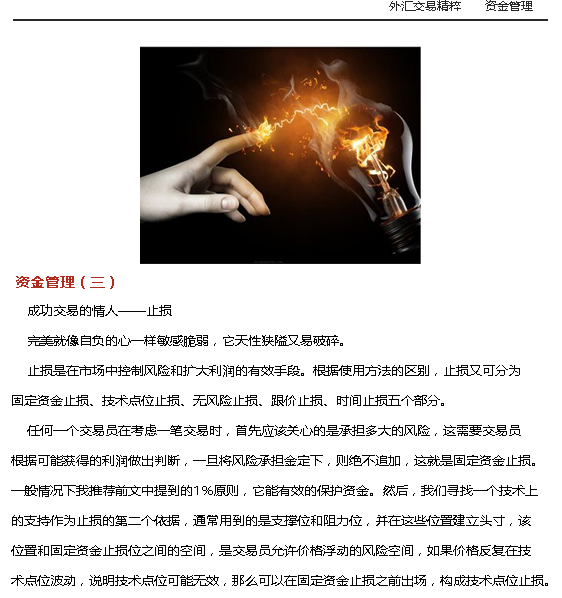 外汇交易精粹 资金管理
资金管理（三）
成功交易的情人——止损
完美就像自负的心一样敏感脆弱，它天性狭隘又易破碎。
止损是在市场中控制风险和扩大利润的有效手段。根据使用方法的区别，止损又可分为
固定资金止损、技术点位止损、无风险止损、跟价止损、时间止损五个部分。
任何一个交易员在考虑一笔交易时，首先应该关心的是承担多大的风险，这需要交易员
根据可能获得的利润做出判断，一旦将风险承担金定下，则绝不追加，这就是固定资金止损。
一般情况下我推荐前文中提到的1%原则，它能有效的保护资金。然后，我们寻找一个技术上
的支持作为止损的第二个依据，通常用到的是支撑位和阻力位，并在这些位置建立头寸，该
位置和固定资金止损位之间的空间，是交易员允许价格浮动的风险空间，如果价格反复在技
术点位波动，说明技术点位可能无效，那么可以在固定资金止损之前出场，构成技术点位止损。